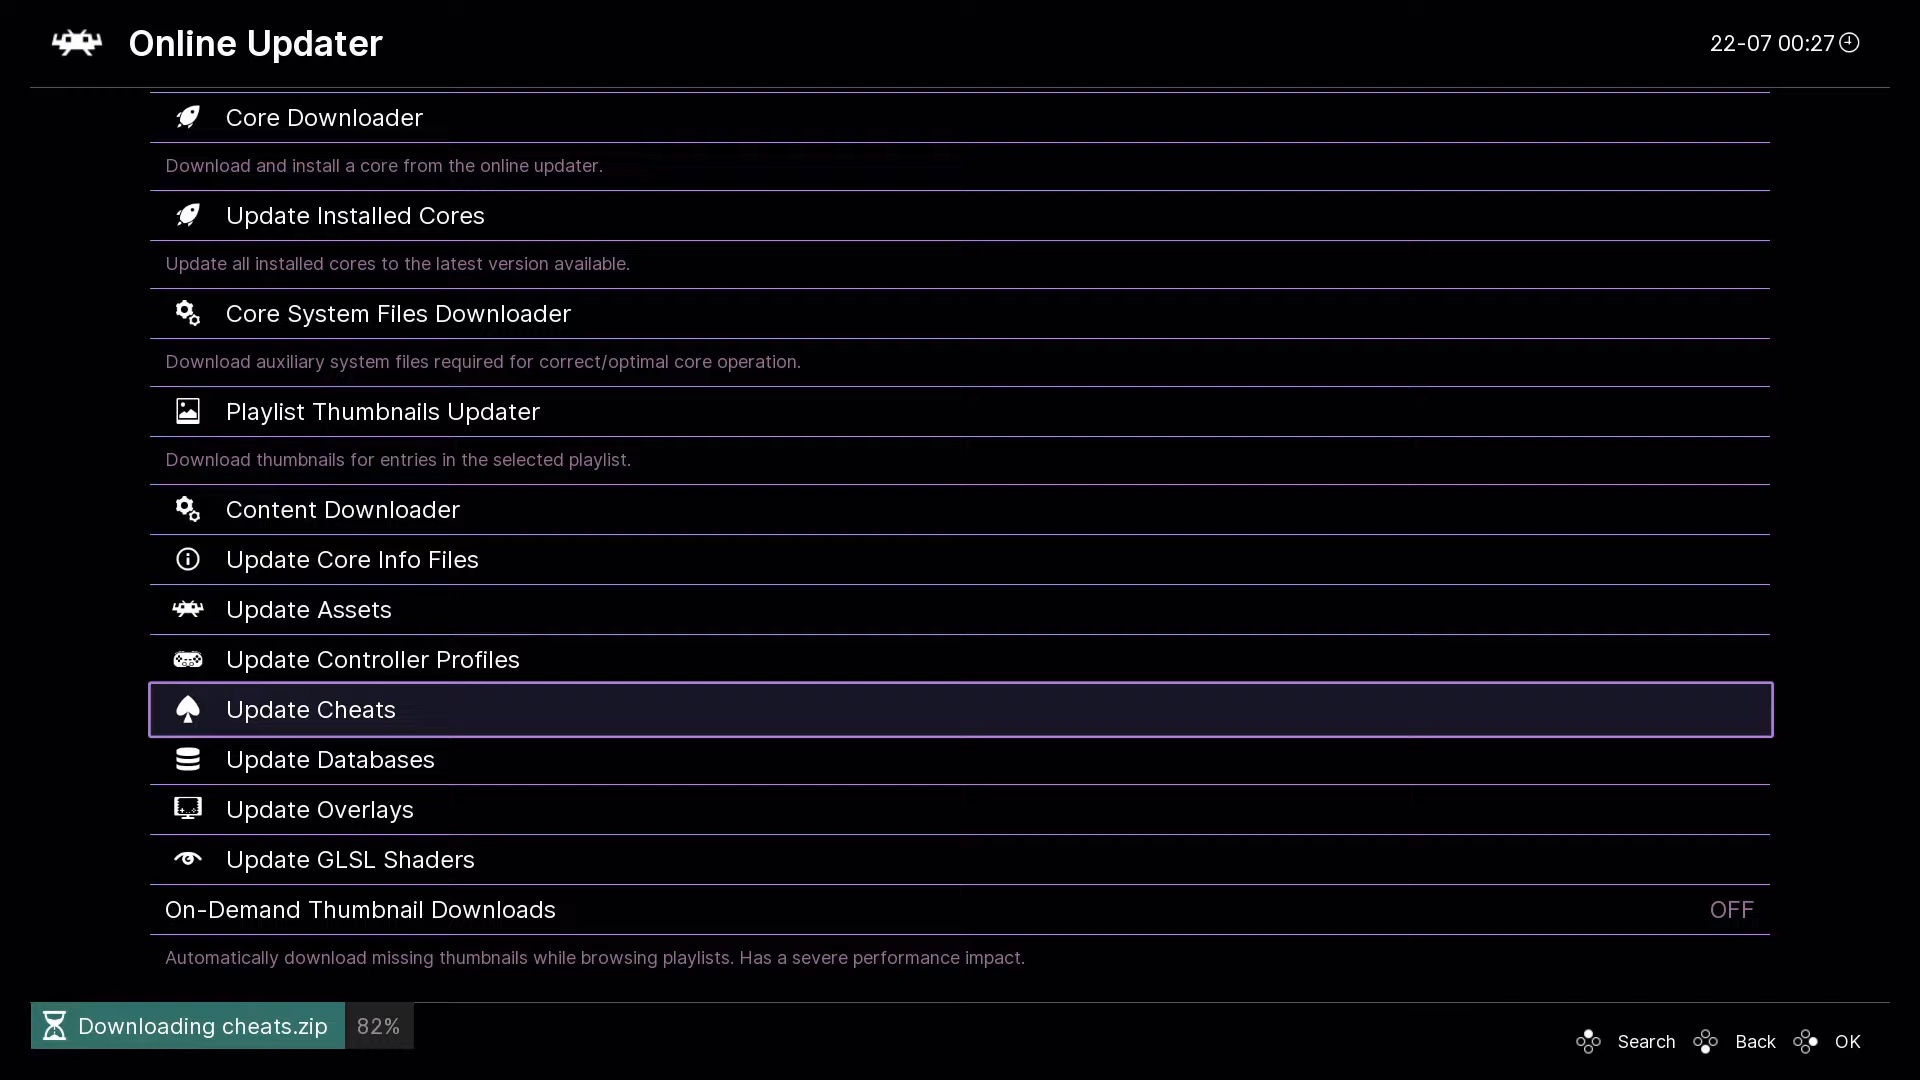 Online Updater
22-07 00:27
Core Downloader
Download and install a core from the online updater.
Update Installed Cores
Update all installed cores to the latest version available.
Core System Files Downloader
Download auxiliary system files required for correct/optimal core operation.
Playlist Thumbnails Updater
Download thumbnails for entries in the selected playlist.
Content Downloader
Update Core Info Files
Update Assets
Update Controller Profiles
Update Cheats
Update Databases
Update Overlays
Update GLSL Shaders
On-Demand Thumbnail Downloads OFF
Automatically download missing thumbnails while browsing playlists. Has a severe performance impact.
Downloading cheats.zip 82%
Search Back OK